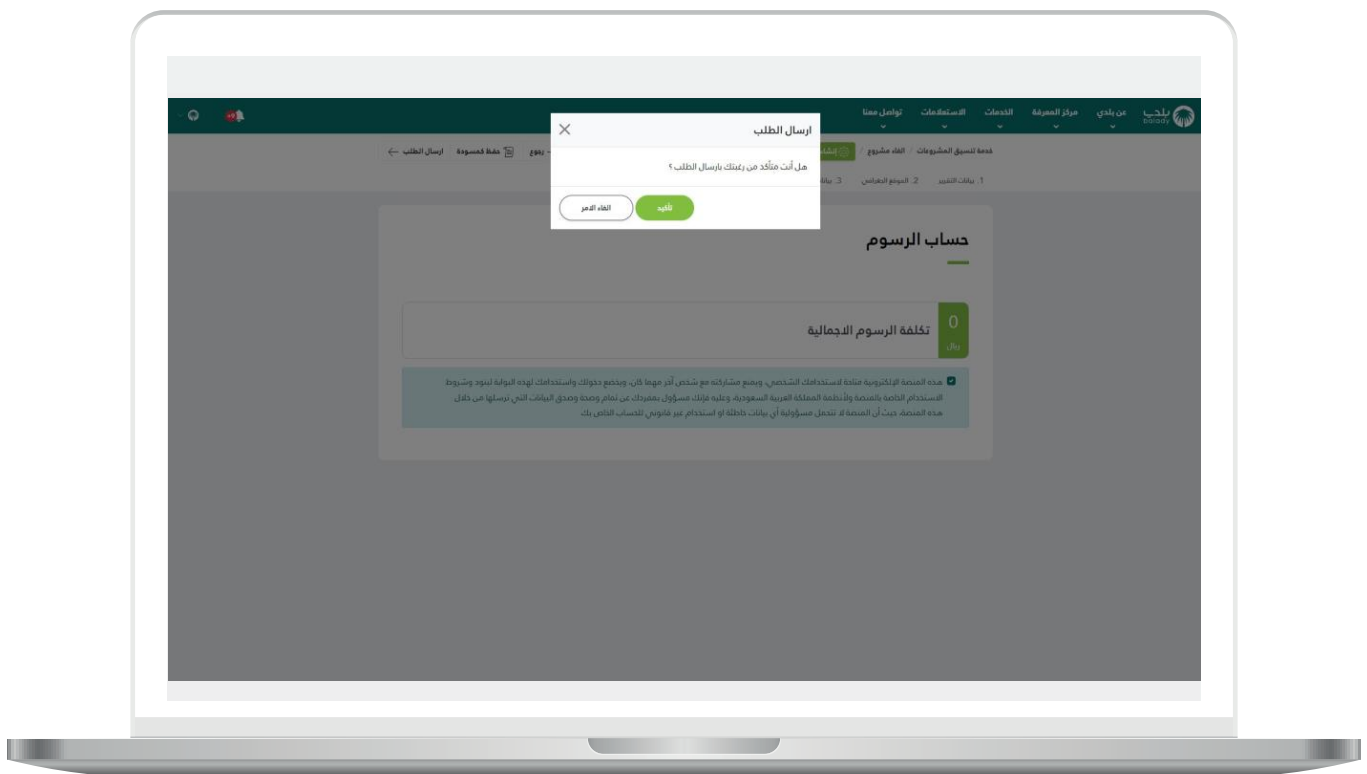 بلدي
balady
عن بلدي
مركز المعرفة
الخدمات
الاستعلامات
تواصل معنا
خدمة تنسيق المشروعات / الغاء مشروع /
رجوع
حفظ كمسودة
ارسال الطلب ←
1. بيانات التقرير
2. الموقع الجغرافي
3.
ارسال الطلب
هل أنت متأكد من رغبتك بارسال الطلب ؟
تأكيد
الغاء الامر
حساب الرسوم
0
ريال
تكلفة الرسوم الاجمالية
هذه المنصة الإلكترونية متاحة لاستخدامك الشخصي، ويمنع مشاركته مع شخص آخر مهما كان، ويخضع دخولك واستخدامك لهذه البوابة لبنود وشروط
الاستخدام الخاصة بالمنصة ولأنظمة المملكة العربية السعودية، وعليه فإنك مسؤول بمفردك عن تمام وصحة وصدق البيانات التي ترسلها من خلال
هذه المنصة، حيث أن المنصة لا تتحمل مسؤولية أي بيانات خاطئة او استخدام غير قانوني للحساب الخاص بك.